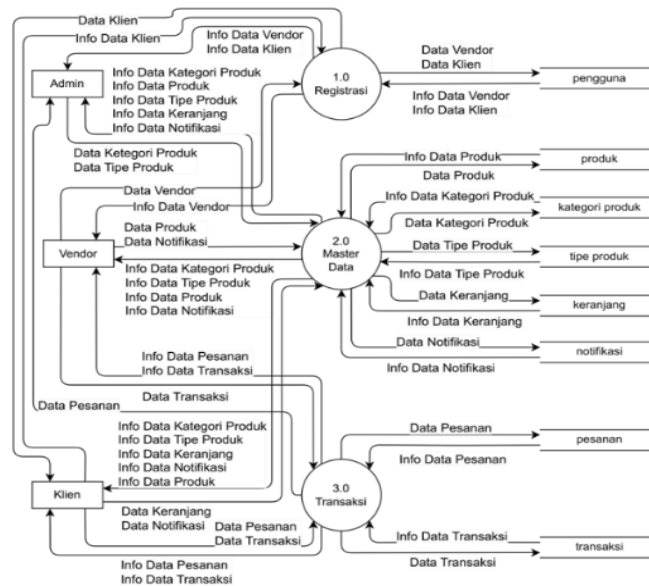 Data Klien
Info Data Klien
Info Data Vendor
Info Data Klien
Admin
Info Data Kategori Produk
Info Data Produk
Info Data Tipe Produk
Info Data Keranjang
Info Data Notifikasi
1.0
Registrasi
Data Vendor
Data Klien
pengguna
Info Data Vendor
Info Data Klien
Data Ketegori Produk
Data Tipe Produk
Info Data Produk
produk
Data Produk
Data Vendor
Info Data Vendor
Info Data Kategori Produk
kategori produk
Data Kategori Produk
Vendor
Data Produk
Data Notifikasi
2.0
Master
Data
Data Tipe Produk
tipe produk
Info Data Tipe Produk
Info Data Kategori Produk
Info Data Tipe Produk
Info Data Produk
Info Data Notifikasi
Data Keranjang
keranjang
Info Data Keranjang
Data Notifikasi
notifikasi
Info Data Notifikasi
Info Data Pesanan
Info Data Transaksi
Data Transaksi
Data Pesanan
Info Data Kategori Produk
Info Data Tipe Produk
Info Data Keranjang
Info Data Notifikasi
Info Data Produk
Data Pesanan
pesanan
Info Data Pesanan
Klien
3.0
Transaksi
Data Keranjang
Data Notifikasi
Data Pesanan
Data Transaksi
Info Data Transaksi
transaksi
Data Transaksi
Info Data Pesanan
Info Data Transaksi